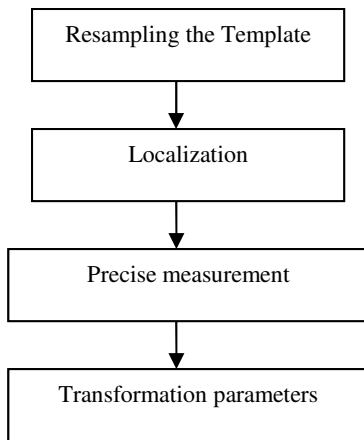 Resampling the Template
Localization
Precise measurement
Transformation parameters